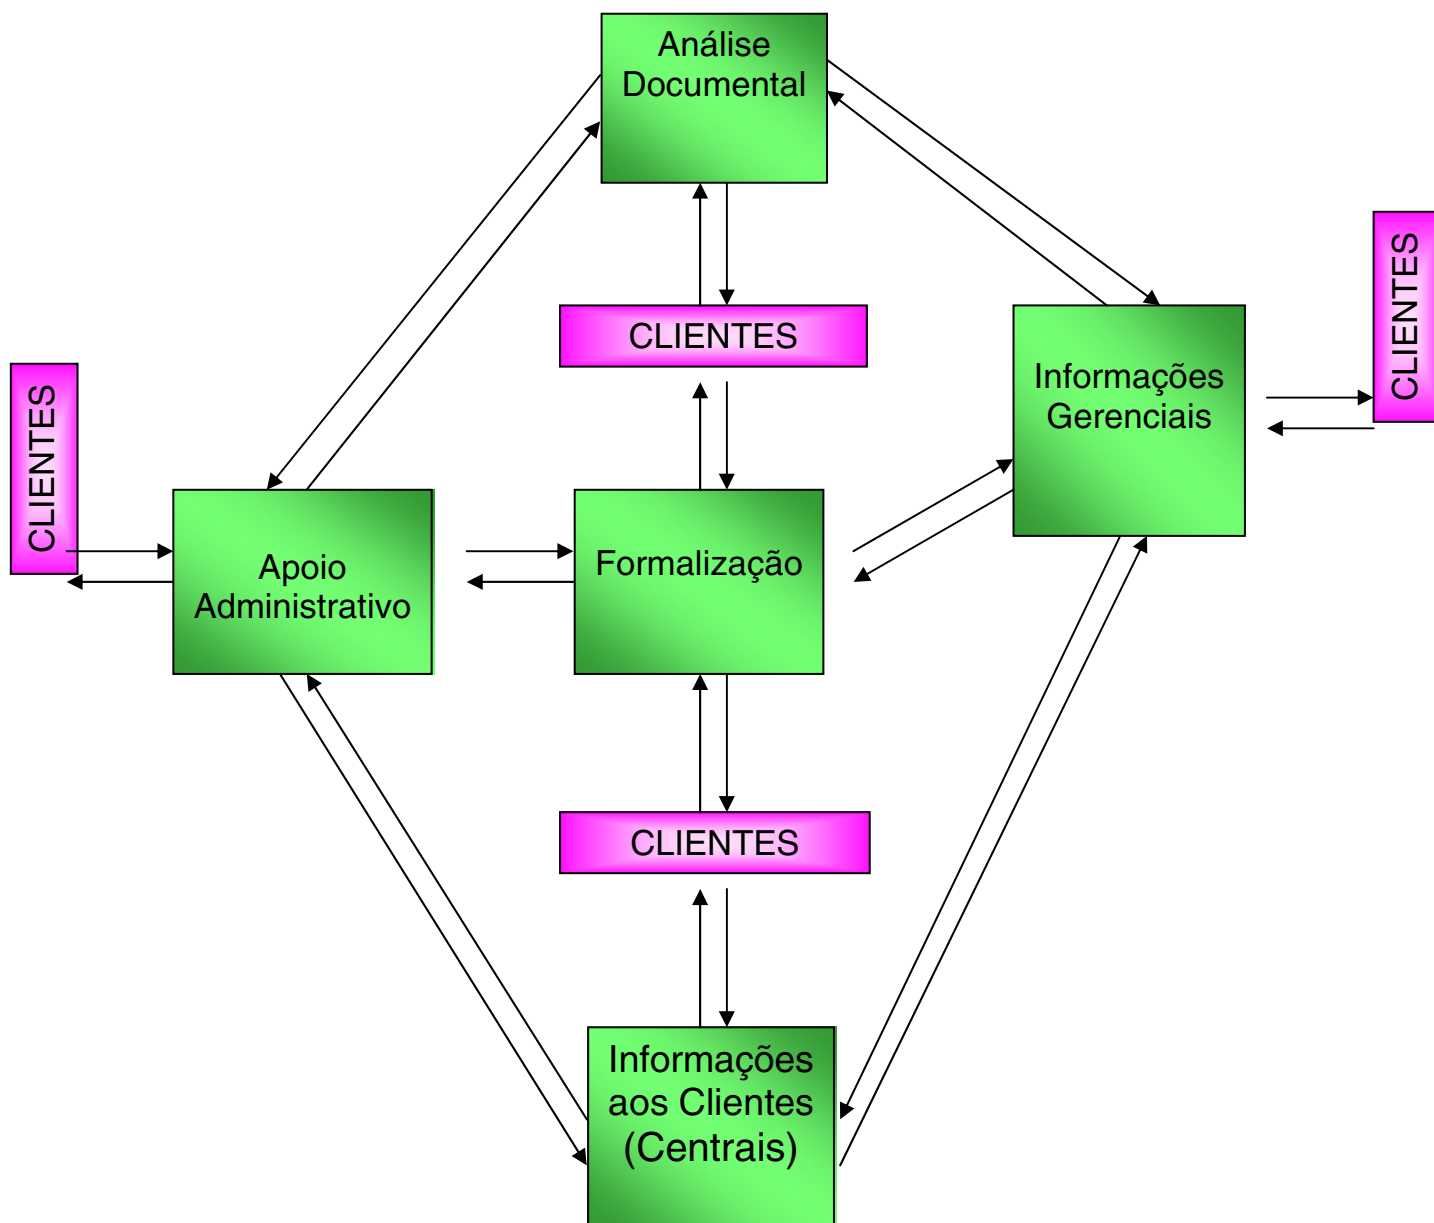 Análise
Documental
CLIENTES
CLIENTES
Informações
Gerenciais
CLIENTES
Apoio
Administrativo
Formalização
CLIENTES
Informações
aos Clientes
(Centrais)